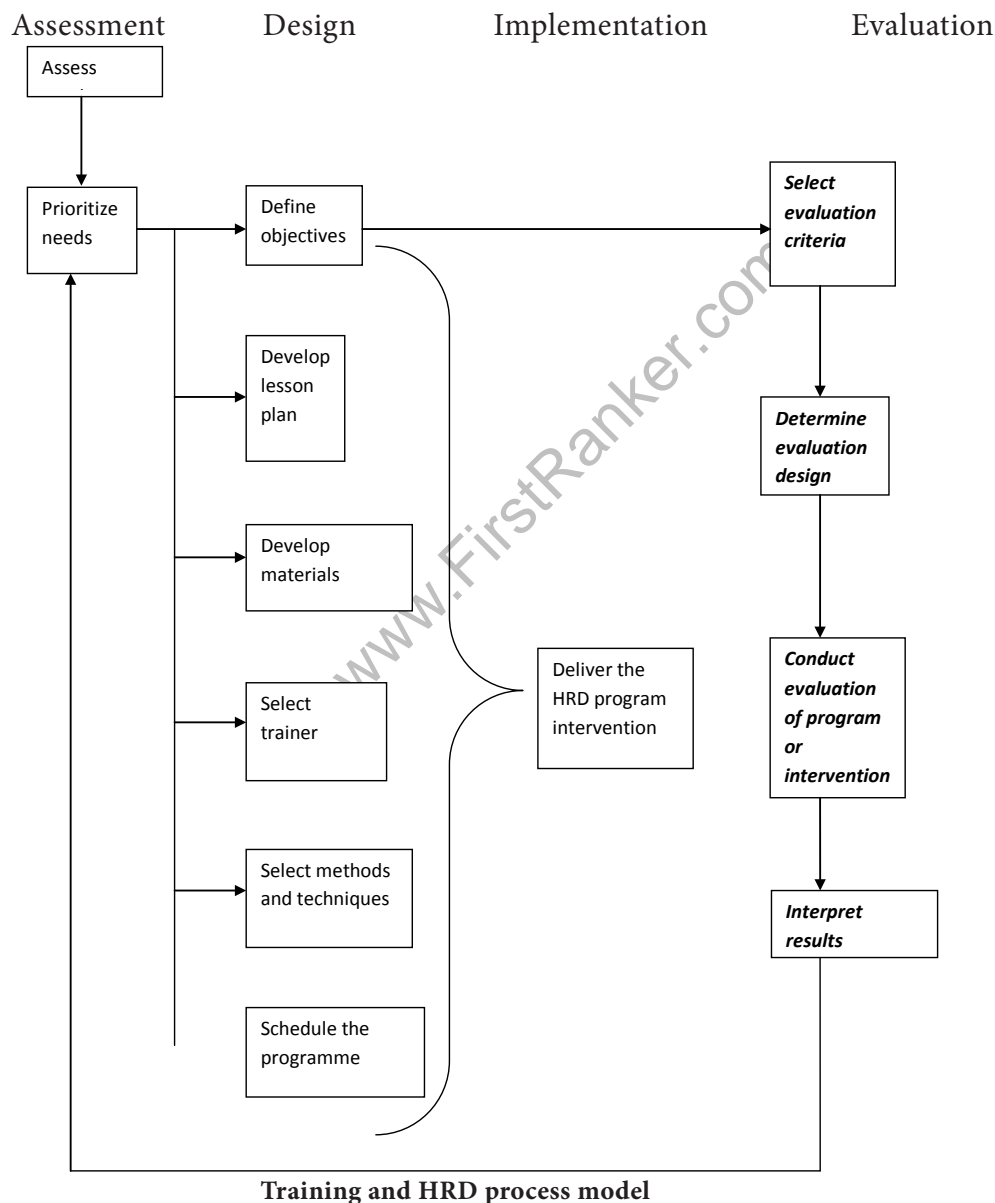 Assessment Design Implementation Evaluation
Assess
Prioritize
needs
Define
objectives
Select
evaluation
criteria
Develop
lesson
plan
Determine
evaluation
design
Develop
materials
Select
trainer
Deliver the
HRD program
intervention
Conduct
evaluation
of program
or
intervention
Select methods
and techniques
Interpret
results
Schedule the
programme
www.FirstRanker.com
Training and HRD process model